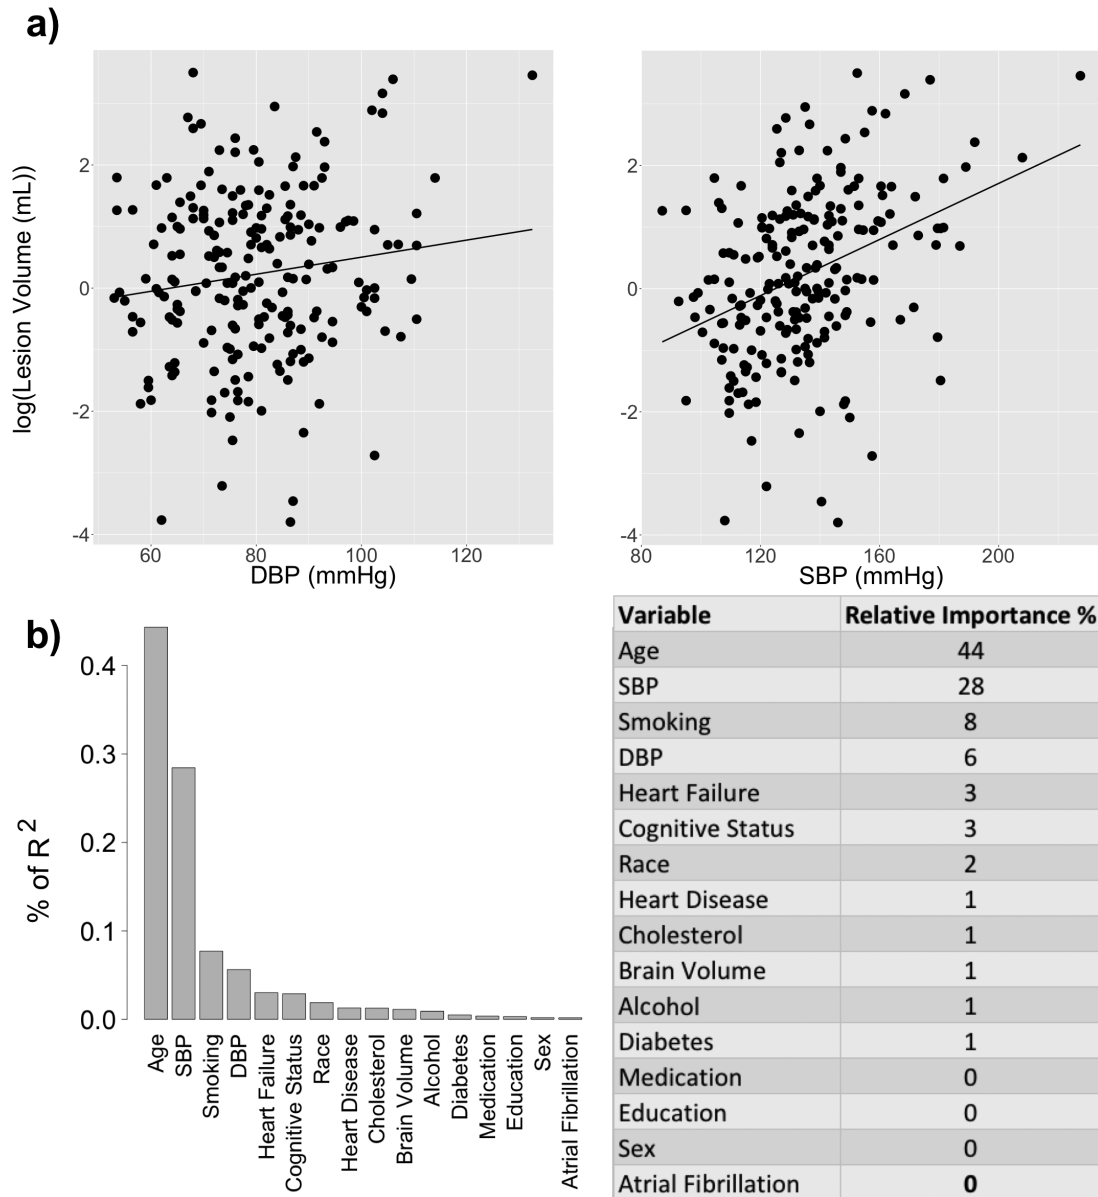 a)
log(Lesion Volume (mL))
2
0
-2
-4
60 80 100 120
DBP (mmHg)
2
0
-2
-4
80 120 160 200
SBP (mmHg)
b)
% of R2
0.4
0.3
0.2
0.1
0.0
Age
SBP
Smoking
DBP
Heart Failure
Cognitive Status
Race
Heart Disease
Cholesterol
Brain Volume
Alcohol
Diabetes
Medication
Education
Sex
Atrial Fibrillation
Variable Relative Importance %
Age 44
SBP 28
Smoking 8
DBP 6
Heart Failure 3
Cognitive Status 3
Race 2
Heart Disease 1
Cholesterol 1
Brain Volume 1
Alcohol 1
Diabetes 1
Medication 0
Education 0
Sex 0
Atrial Fibrillation 0